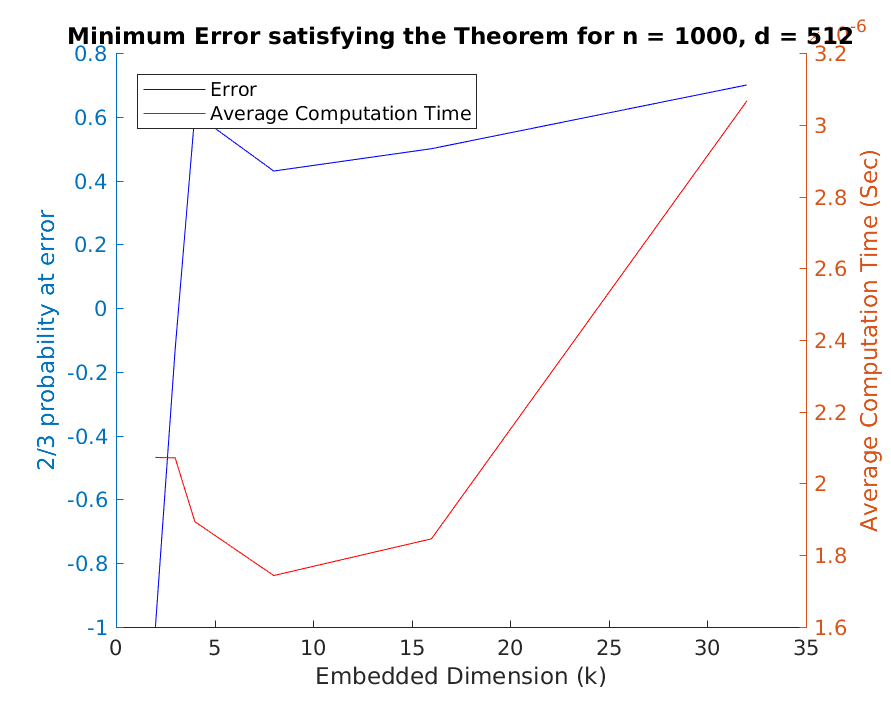 Minimum Error satisfying the Theorem for n = 1000, d = 512
-6
0.8
0.6
0.4
0.2
0
-0.2
-0.4
-0.6
-0.8
-1
2/3 probability at error
Error
Average Computation Time
3.2
3
2.8
2.6
2.4
2.2
2
1.8
1.6
Average Computation Time (Sec)
0 5 10 15 20 25 30 35
Embedded Dimension (k)